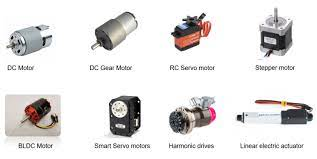 DC Motor
DC Gear Motor
RC Servo motor
Stepper motor
BLDC Motor
Smart Servo motors
Harmonic drives
Linear electric actuator